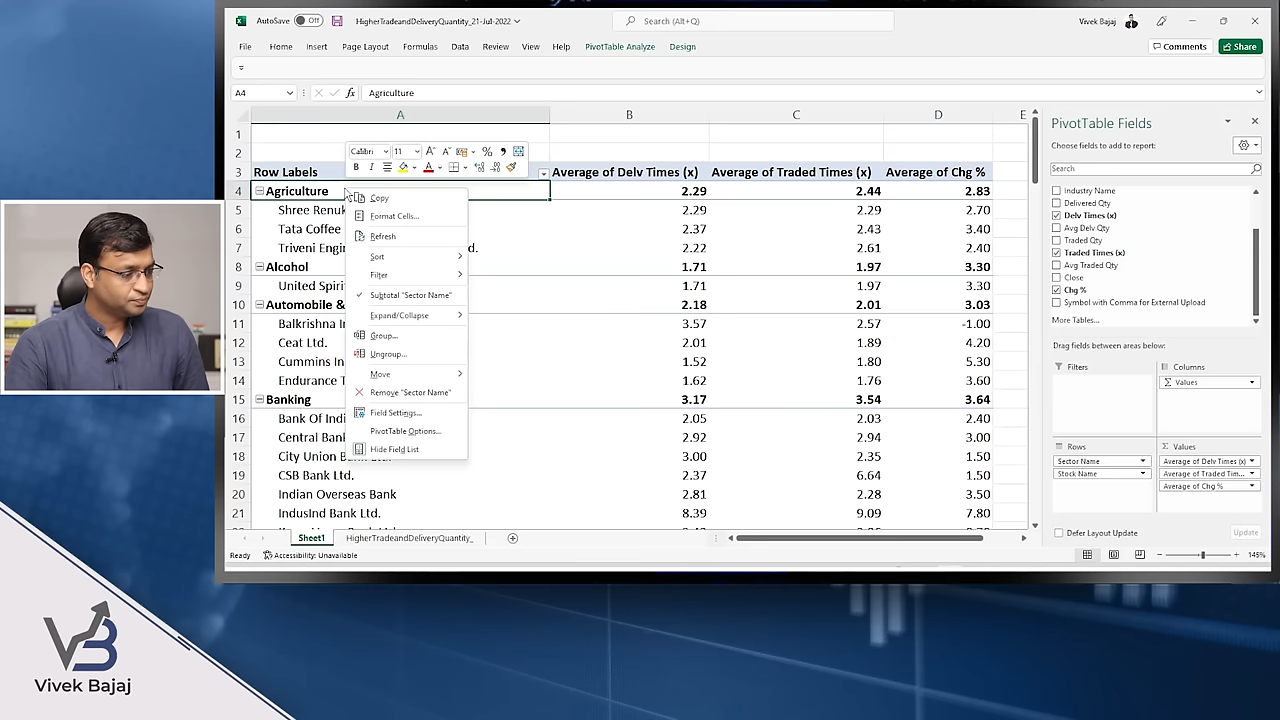 AutoSave Off HigherTradeandDeliveryQuantity_21-Jul-2022 Search (Alt+Q) Vivek Bajaj
File Home Insert Page Layout Formulas Data Review View Help PivotTable Analyze Design Comments Share
A4 fx Agriculture
A B C D E
1
2
Calibri 11
3 Row Labels Average of Delv Times (x) Average of Traded Times (x) Average of Chg %
4 Agriculture 2.29 2.44 2.83
5 Shree Renuk 2.29 2.29 2.70
6 Tata Coffee 2.37 2.43 3.40
7 Triveni Engin d. 2.22 2.61 2.40
8 Alcohol 1.71 1.97 3.30
9 United Spiri 1.71 1.97 3.30
10 Automobile & 2.18 2.01 3.03
11 Balkrishna In 3.57 2.57 -1.00
12 Ceat Ltd. 2.01 1.89 4.20
13 Cummins In 1.52 1.80 5.30
14 Endurance T 1.62 1.76 3.60
15 Banking 3.17 3.54 3.64
16 Bank Of Indi 2.05 2.03 2.40
17 Central Bank 2.92 2.94 3.00
18 City Union B 3.00 2.35 1.50
19 CSB Bank Ltd. 2.37 6.64 1.50
20 Indian Overseas Bank 2.81 2.28 3.50
21 IndusInd Bank Ltd. 8.39 9.09 7.80
Copy
Format Cells...
Refresh
Sort
Filter
Subtotal "Sector Name"
Expand/Collapse
Group...
Ungroup...
Move
Remove "Sector Name"
Field Settings...
PivotTable Options...
Hide Field List
PivotTable Fields
Choose fields to add to report:
Search
Industry Name
Delivered Qty
Delv Times (x)
Avg Delv Qty
Traded Qty
Traded Times (x)
Avg Traded Qty
Close
Chg %
Symbol with Comma for External Upload
More Tables...
Drag fields between areas below:
Filters Columns
Values
Rows Values
Sector Name Average of Delv Times (x)
Stock Name Average of Traded Tim...
Average of Chg %
Defer Layout Update Update
Sheet1 HigherTradeandDeliveryQuantity_
Ready Accessibility: Unavailable 145%
VB
Vivek Bajaj